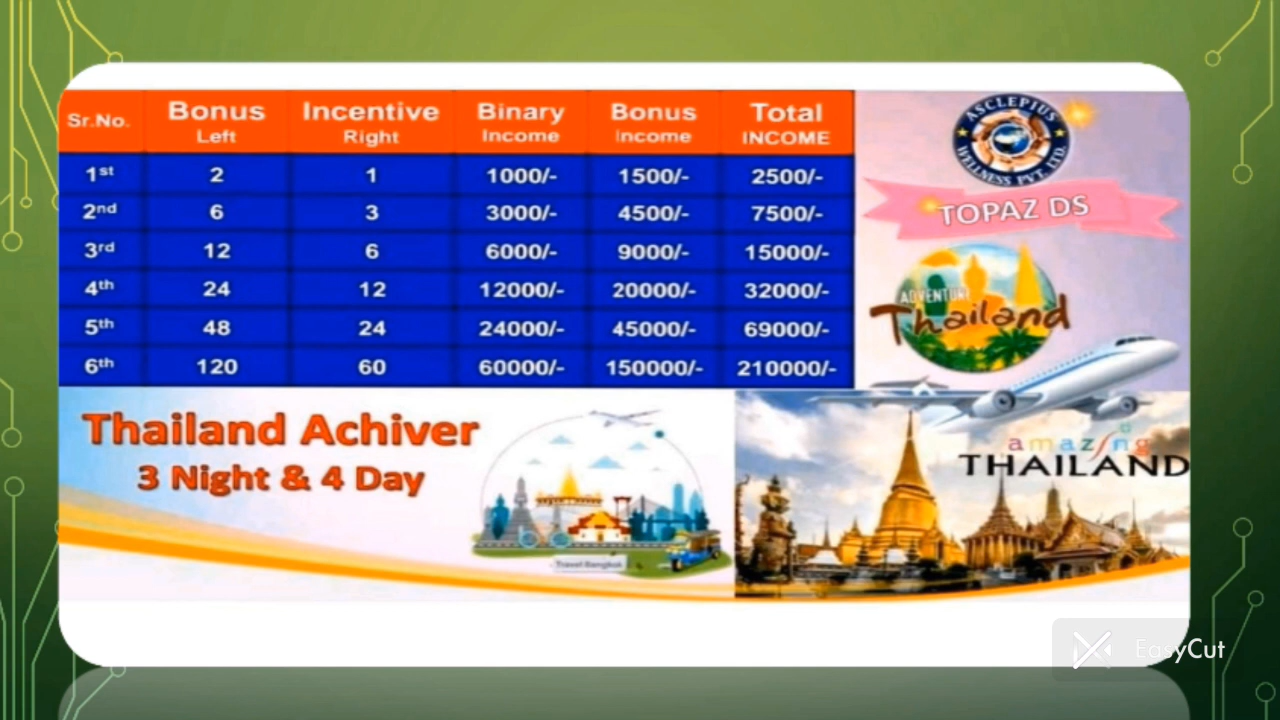 Sr.No. Bonus Left Incentive Right Binary Income Bonus Income Total INCOME
1st 2 1 1000/- 1500/- 2500/-
2nd 6 3 3000/- 4500/- 7500/-
3rd 12 6 6000/- 9000/- 15000/-
4th 24 12 12000/- 20000/- 32000/-
5th 48 24 24000/- 45000/- 69000/-
6th 120 60 60000/- 150000/- 210000/-
ASCLEPIUS
WELLNESS PVT. LTD.
TOPAZ DS
ADVENTURE
Thailand
Thailand Achiver
3 Night & 4 Day
Travel Bangkok
amazing
THAILAND
EasyCut